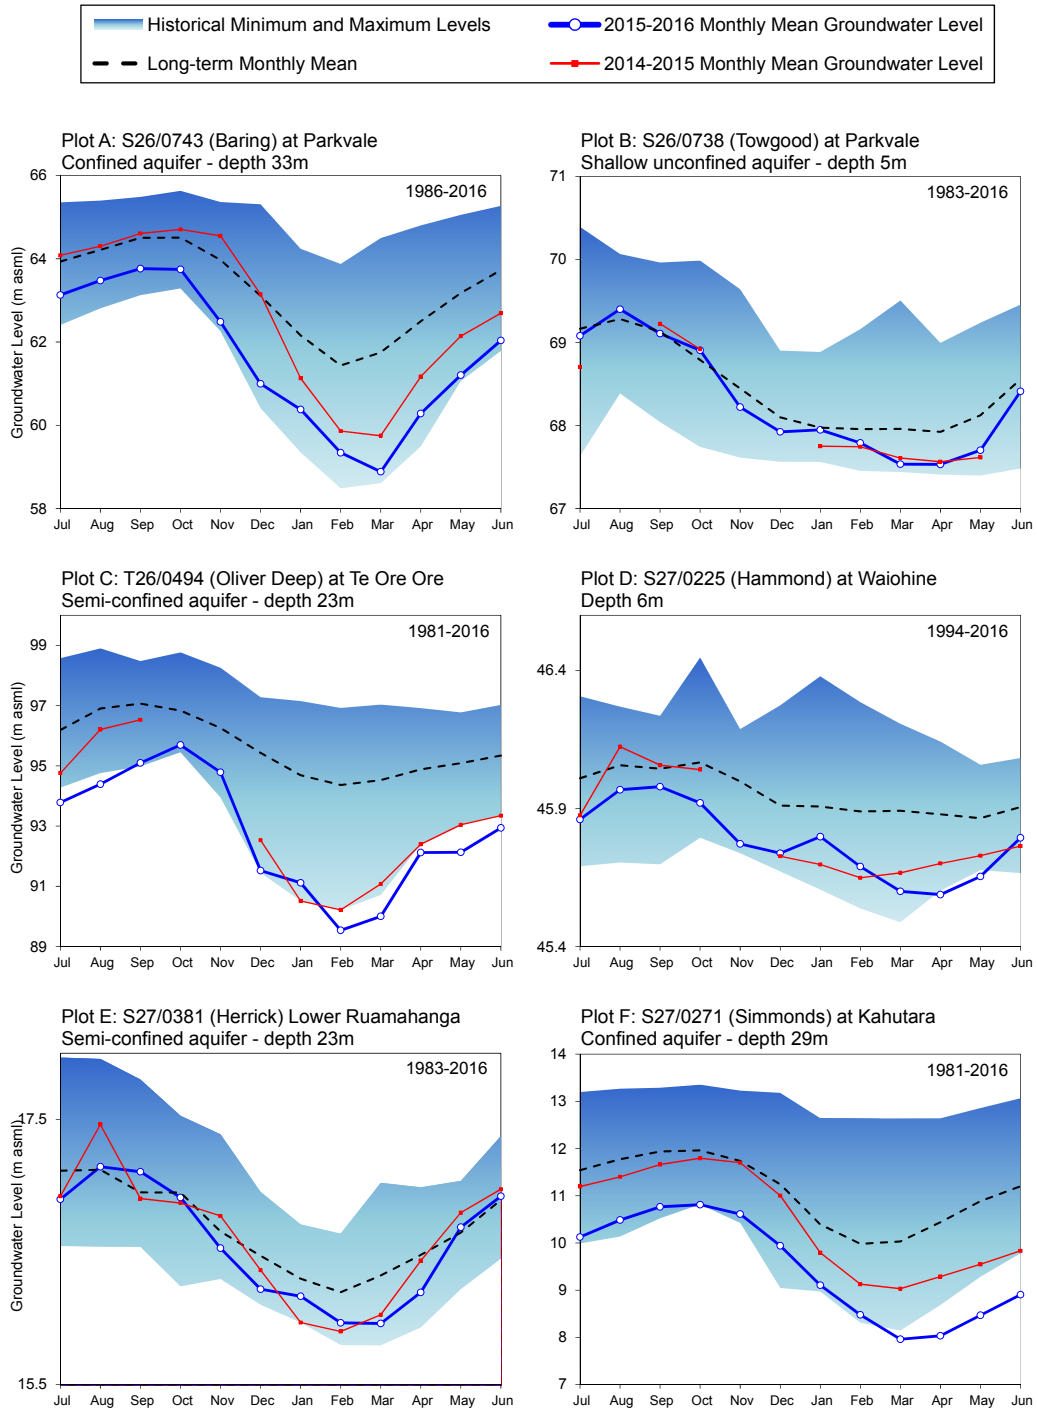 Historical Minimum and Maximum Levels
2015-2016 Monthly Mean Groundwater Level
Long-term Monthly Mean
2014-2015 Monthly Mean Groundwater Level
Plot A: S26/0743 (Baring) at Parkvale
Confined aquifer - depth 33m
1986-2016
Groundwater Level (m asml)
66
64
62
60
58
Jul Aug Sep Oct Nov Dec Jan Feb Mar Apr May Jun
Plot B: S26/0738 (Towgood) at Parkvale
Shallow unconfined aquifer - depth 5m
1983-2016
71
70
69
68
67
Jul Aug Sep Oct Nov Dec Jan Feb Mar Apr May Jun
Plot C: T26/0494 (Oliver Deep) at Te Ore Ore
Semi-confined aquifer - depth 23m
1981-2016
Groundwater Level (m asml)
99
97
95
93
91
89
Jul Aug Sep Oct Nov Dec Jan Feb Mar Apr May Jun
Plot D: S27/0225 (Hammond) at Waiohine
Depth 6m
1994-2016
46.4
45.9
45.4
Jul Aug Sep Oct Nov Dec Jan Feb Mar Apr May Jun
Plot E: S27/0381 (Herrick) Lower Ruamahanga
Semi-confined aquifer - depth 23m
1983-2016
Groundwater Level (m asml)
17.5
15.5
Jul Aug Sep Oct Nov Dec Jan Feb Mar Apr May Jun
Plot F: S27/0271 (Simmonds) at Kahutara
Confined aquifer - depth 29m
1981-2016
14
13
12
11
10
9
8
7
Jul Aug Sep Oct Nov Dec Jan Feb Mar Apr May Jun